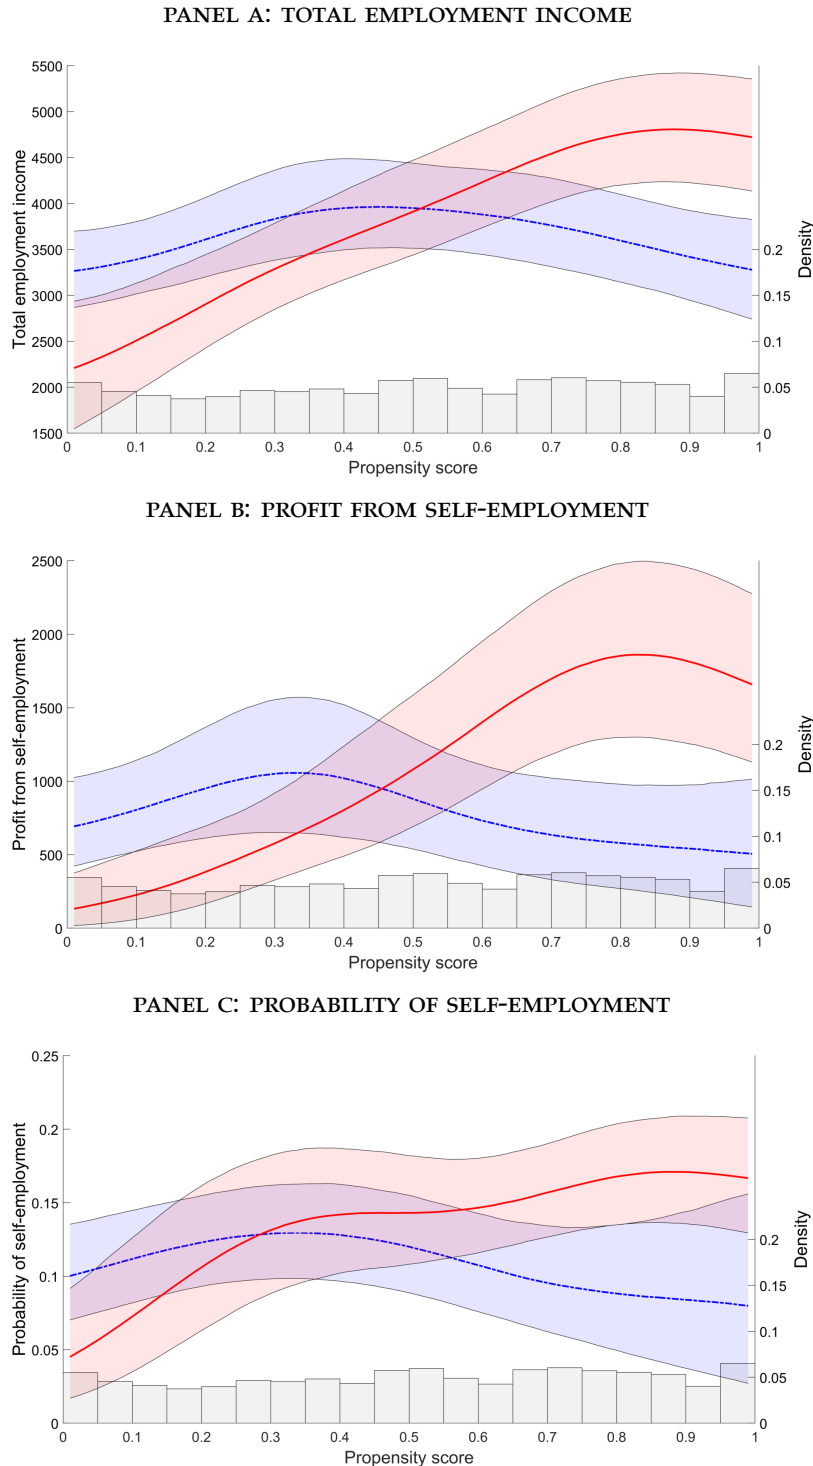 PANEL A: TOTAL EMPLOYMENT INCOME
5500
5000
4500
4000
3500
3000
2500
2000
1500
Total employment income
0.2
0.15
0.1
0.05
0
Density
0 0.1 0.2 0.3 0.4 0.5 0.6 0.7 0.8 0.9 1
Propensity score
PANEL B: PROFIT FROM SELF-EMPLOYMENT
2500
2000
1500
1000
500
0
Profit from self-employment
0.2
0.15
0.1
0.05
0
Density
0 0.1 0.2 0.3 0.4 0.5 0.6 0.7 0.8 0.9 1
Propensity score
PANEL C: PROBABILITY OF SELF-EMPLOYMENT
0.25
0.2
0.15
0.1
0.05
0
Probability of self-employment
0.2
0.15
0.1
0.05
0
Density
0 0.1 0.2 0.3 0.4 0.5 0.6 0.7 0.8 0.9 1
Propensity score